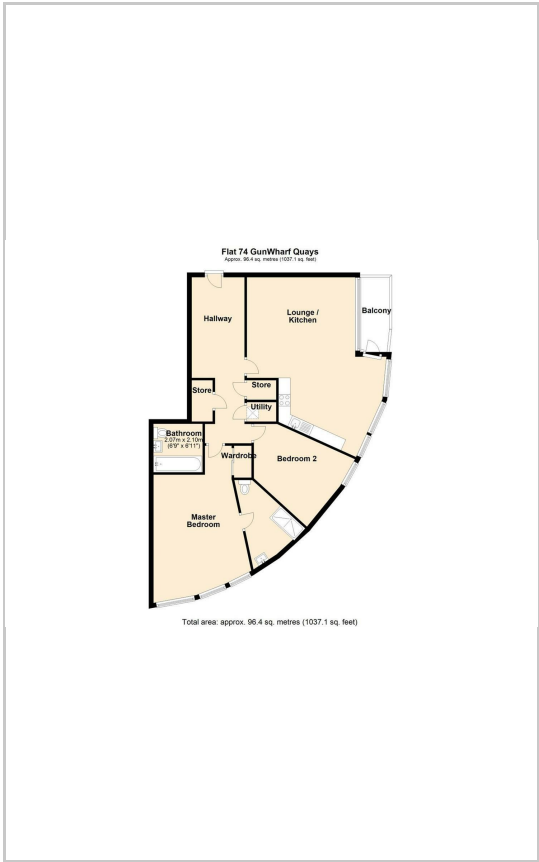 Flat 74 GunWharf Quays
Approx. 96.4 sq. metres (1037.1 sq. feet)
Hallway
Lounge /
Kitchen
Balcony
Store
Store
Utility
Bathroom
2.07m x 2.10m
(6'9" x 6'11")
Wardrobe
Bedroom 2
Master
Bedroom
Total area: approx. 96.4 sq. metres (1037.1 sq. feet)